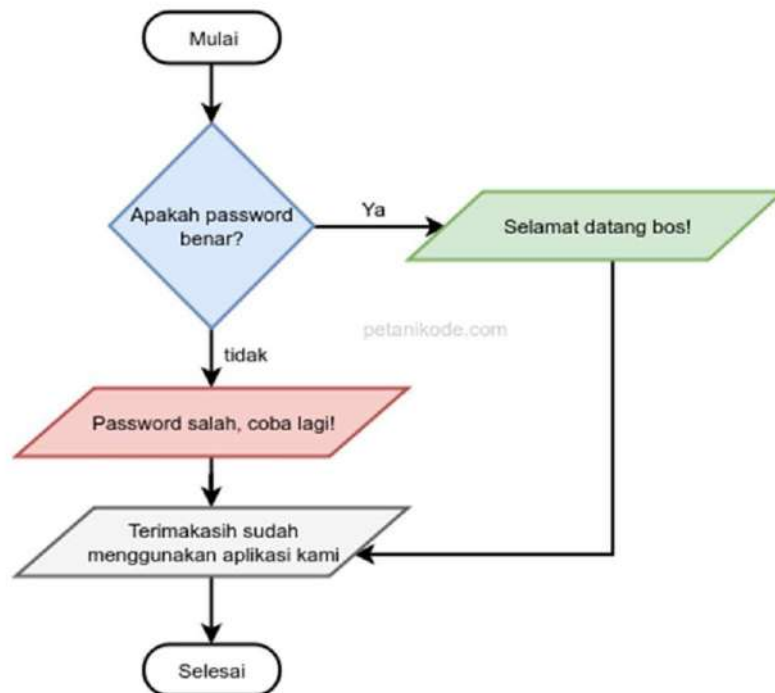 Mulai
Apakah password
benar?
Ya
Selamat datang bos!
petanikode.com
tidak
Password salah, coba lagi!
Terimakasih sudah
menggunakan aplikasi kami
Selesai